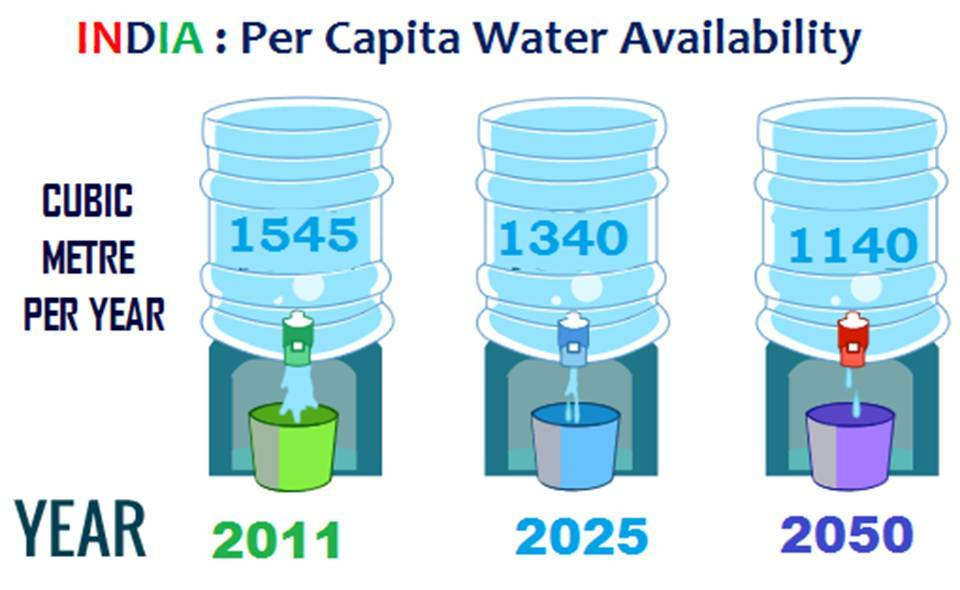 INDIA : Per Capita Water Availability
CUBIC
METRE
PER YEAR
1545
1340
1140
YEAR
2011
2025
2050